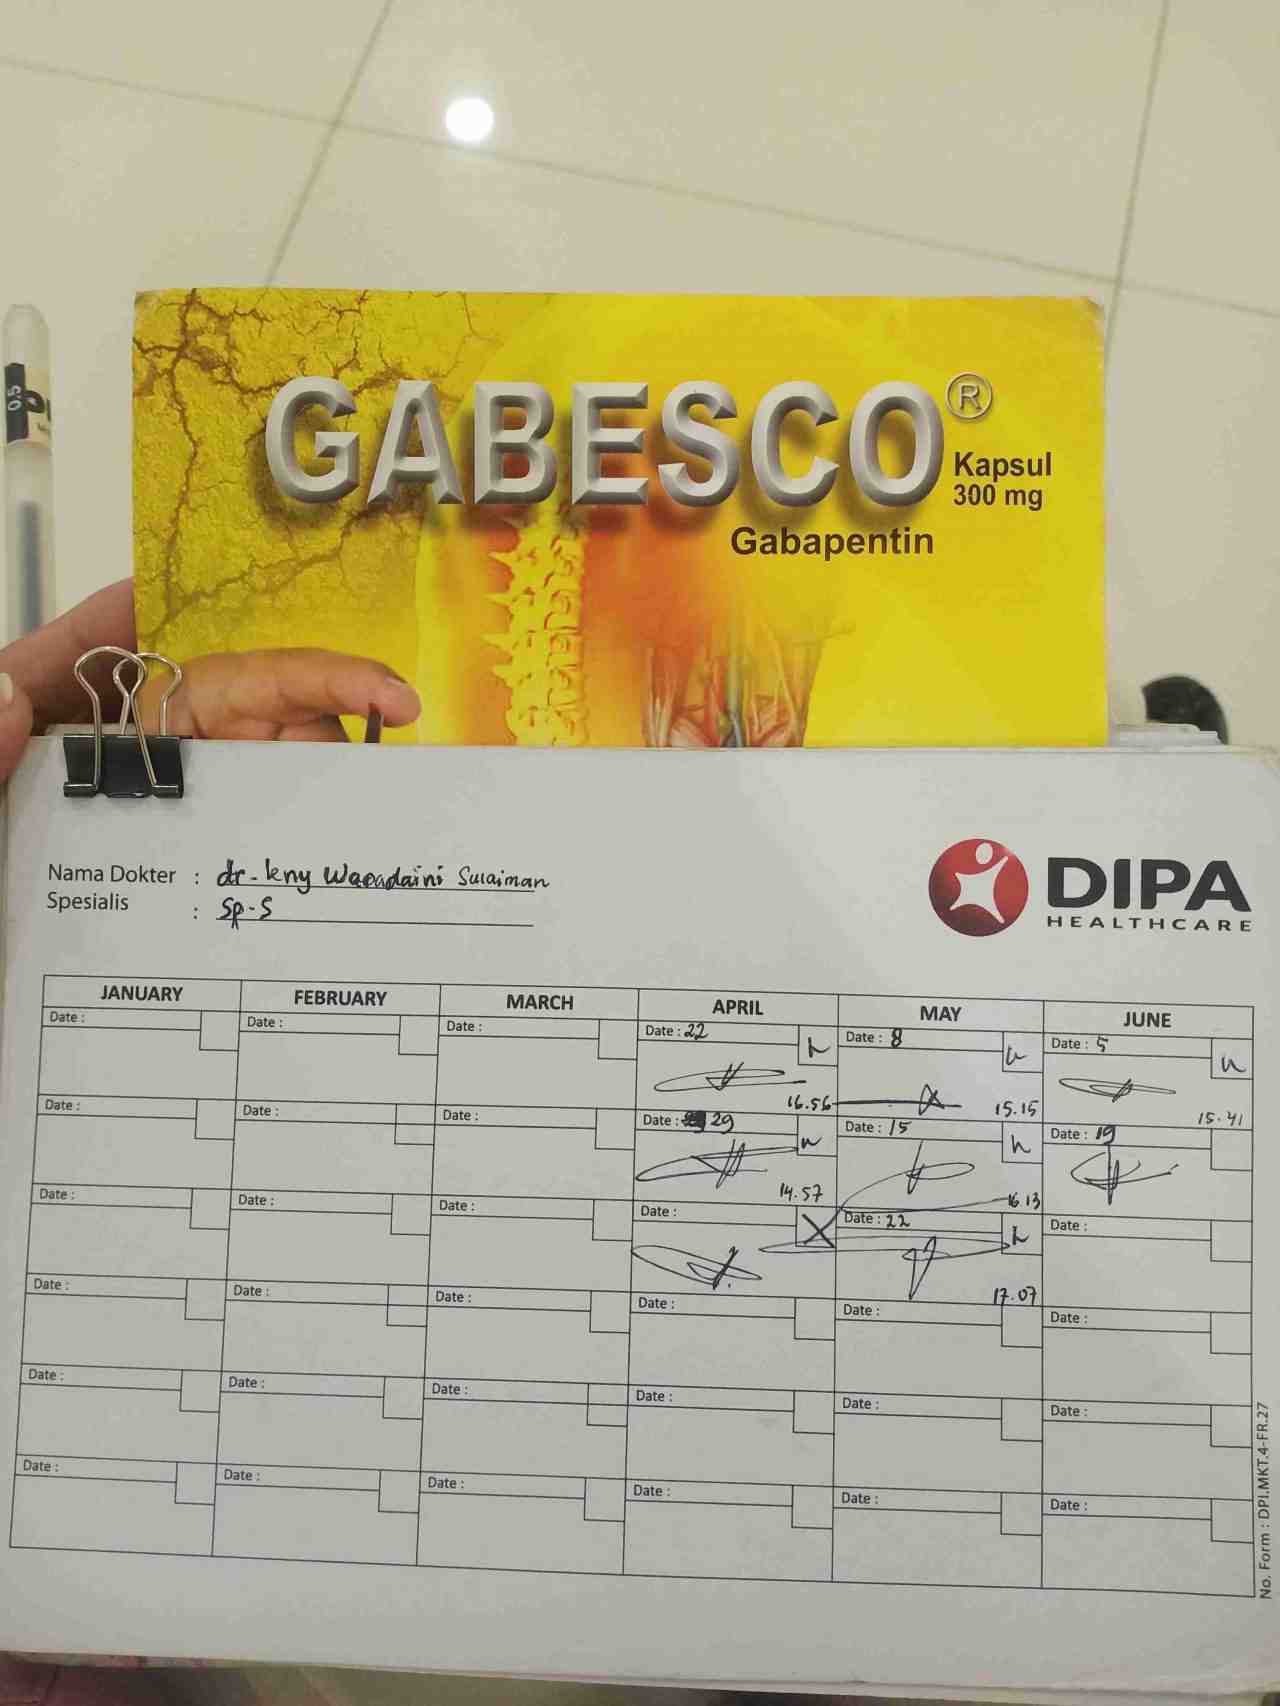 0.5
GABESCO®
Kapsul
300 mg
Gabapentin
Nama Dokter : dr. Leny Sulaiman
Spesialis : Sp-S
DIPA
HEALTHCARE
JANUARY FEBRUARY MARCH APRIL MAY JUNE
Date : Date : Date : Date : 22 Date : 8 Date : 5
16.56 15.15 15.41
Date : Date : Date : Date : 29 Date : 15 Date : 19
14.57 16.13
Date : Date : Date : Date : Date : 22 Date :
17.07
Date : Date : Date : Date : Date : Date :
Date : Date : Date : Date : Date : Date :
Date : Date : Date : Date : Date : Date :
No. Form : DPI.MKT.4-FR.27